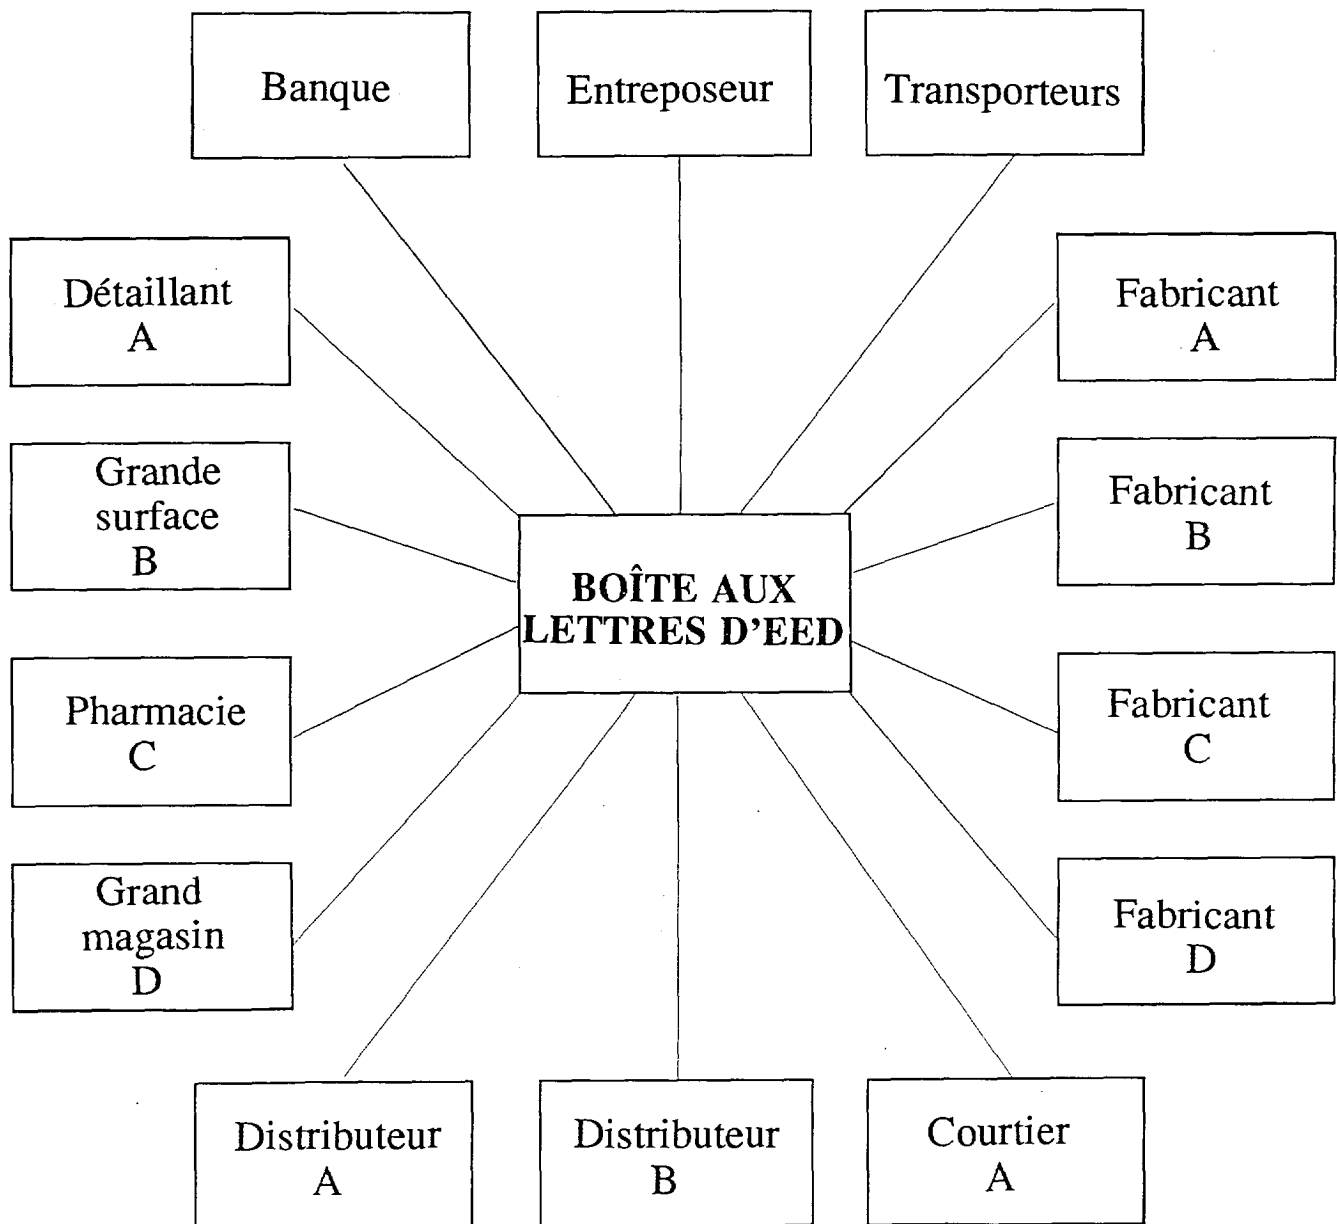 Banque
Entreposeur
Transporteurs
Détaillant
A
Fabricant
A
Grande
surface
B
Fabricant
B
BOÎTE AUX
LETTRES D'EED
Pharmacie
C
Fabricant
C
Grand
magasin
D
Fabricant
D
Distributeur
A
Distributeur
B
Courtier
A